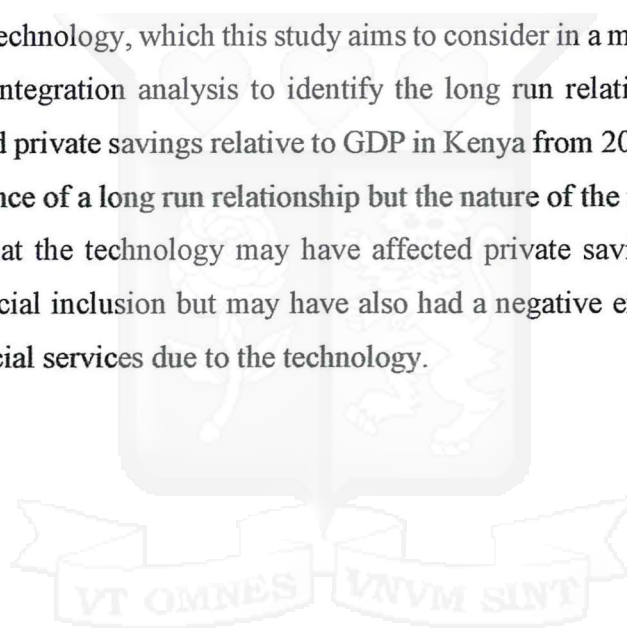 echnology, which this study aims to consider in a m
ntegration analysis to identify the long run relati
d private savings relative to GDP in Kenya from 20
nce of a long run relationship but the nature of the
at the technology may have affected private savi
cial inclusion but may have also had a negative e
cial services due to the technology.
VT OMNES VNVM SINT